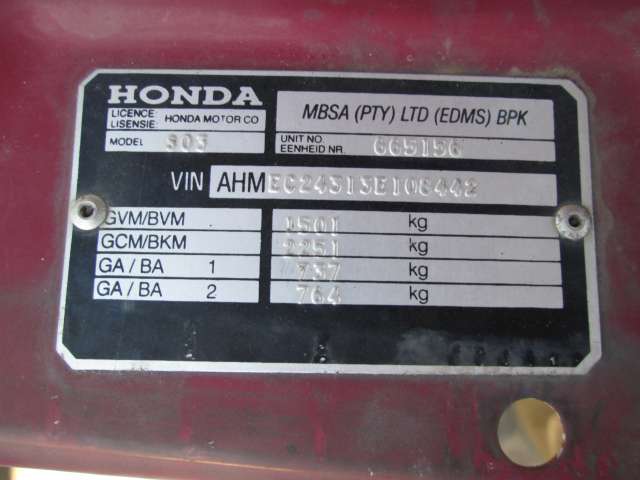 HONDA
LICENCE
LISENSIE: HONDA MOTOR CO
MBSA (PTY) LTD (EDMS) BPK
MODEL 303
UNIT NO.
EENHEID NR. 665156
VIN AHMEC24313E108442
GVM/BVM 1501 kg
GCM/BKM 2251 kg
GA / BA 1 737 kg
GA / BA 2 764 kg